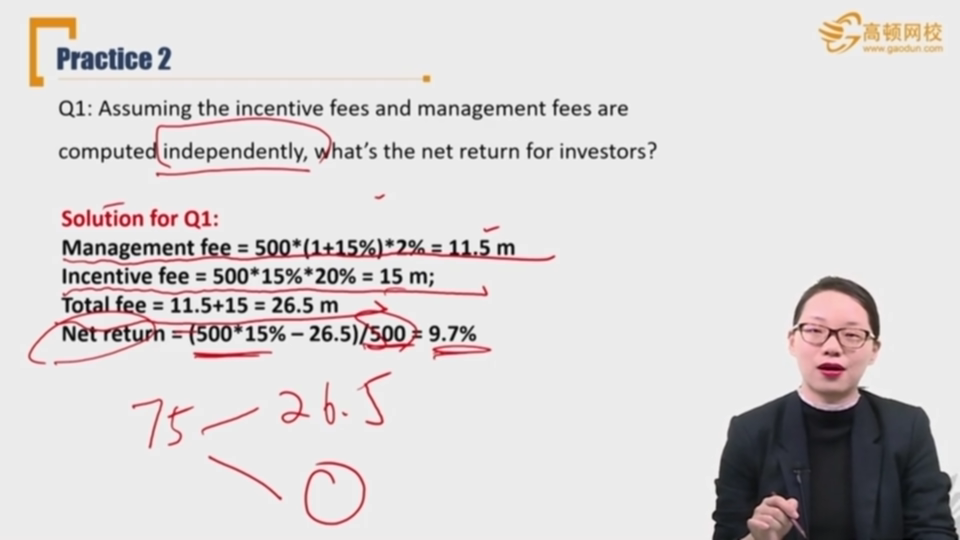 高顿网校
www.gaodun.com
Practice 2
Q1: Assuming the incentive fees and management fees are
computed independently, what's the net return for investors?
Solution for Q1:
Management fee = 500*(1+15%)*2% = 11.5 m
Incentive fee = 500*15%*20% = 15 m;
Total fee = 11.5+15 = 26.5 m
Net return = (500*15% – 26.5)/500 = 9.7%
75
26.5